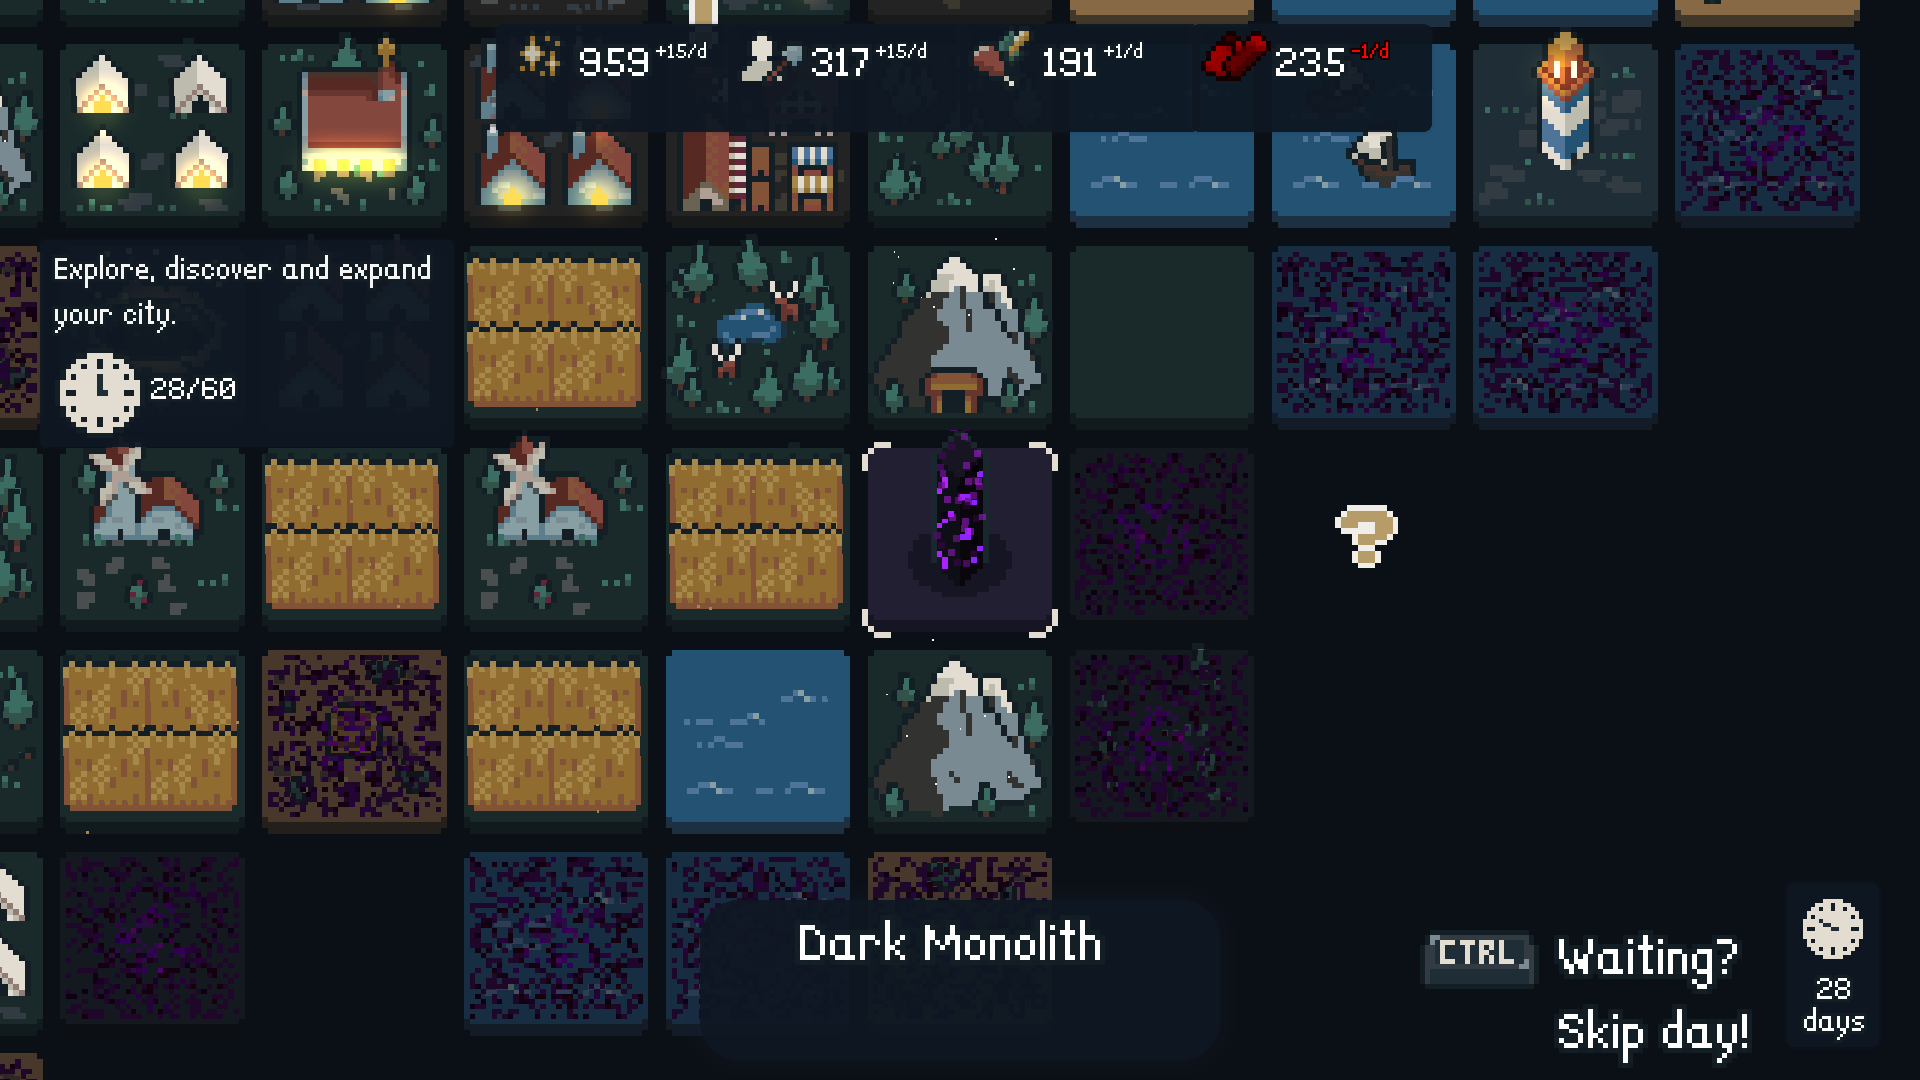 959 +15/d 317 +15/d 191 +1/d 235 -1/d
Explore, discover and expand
your city.
28/60
?
Dark Monolith
CTRL Waiting?
Skip day!
28
days